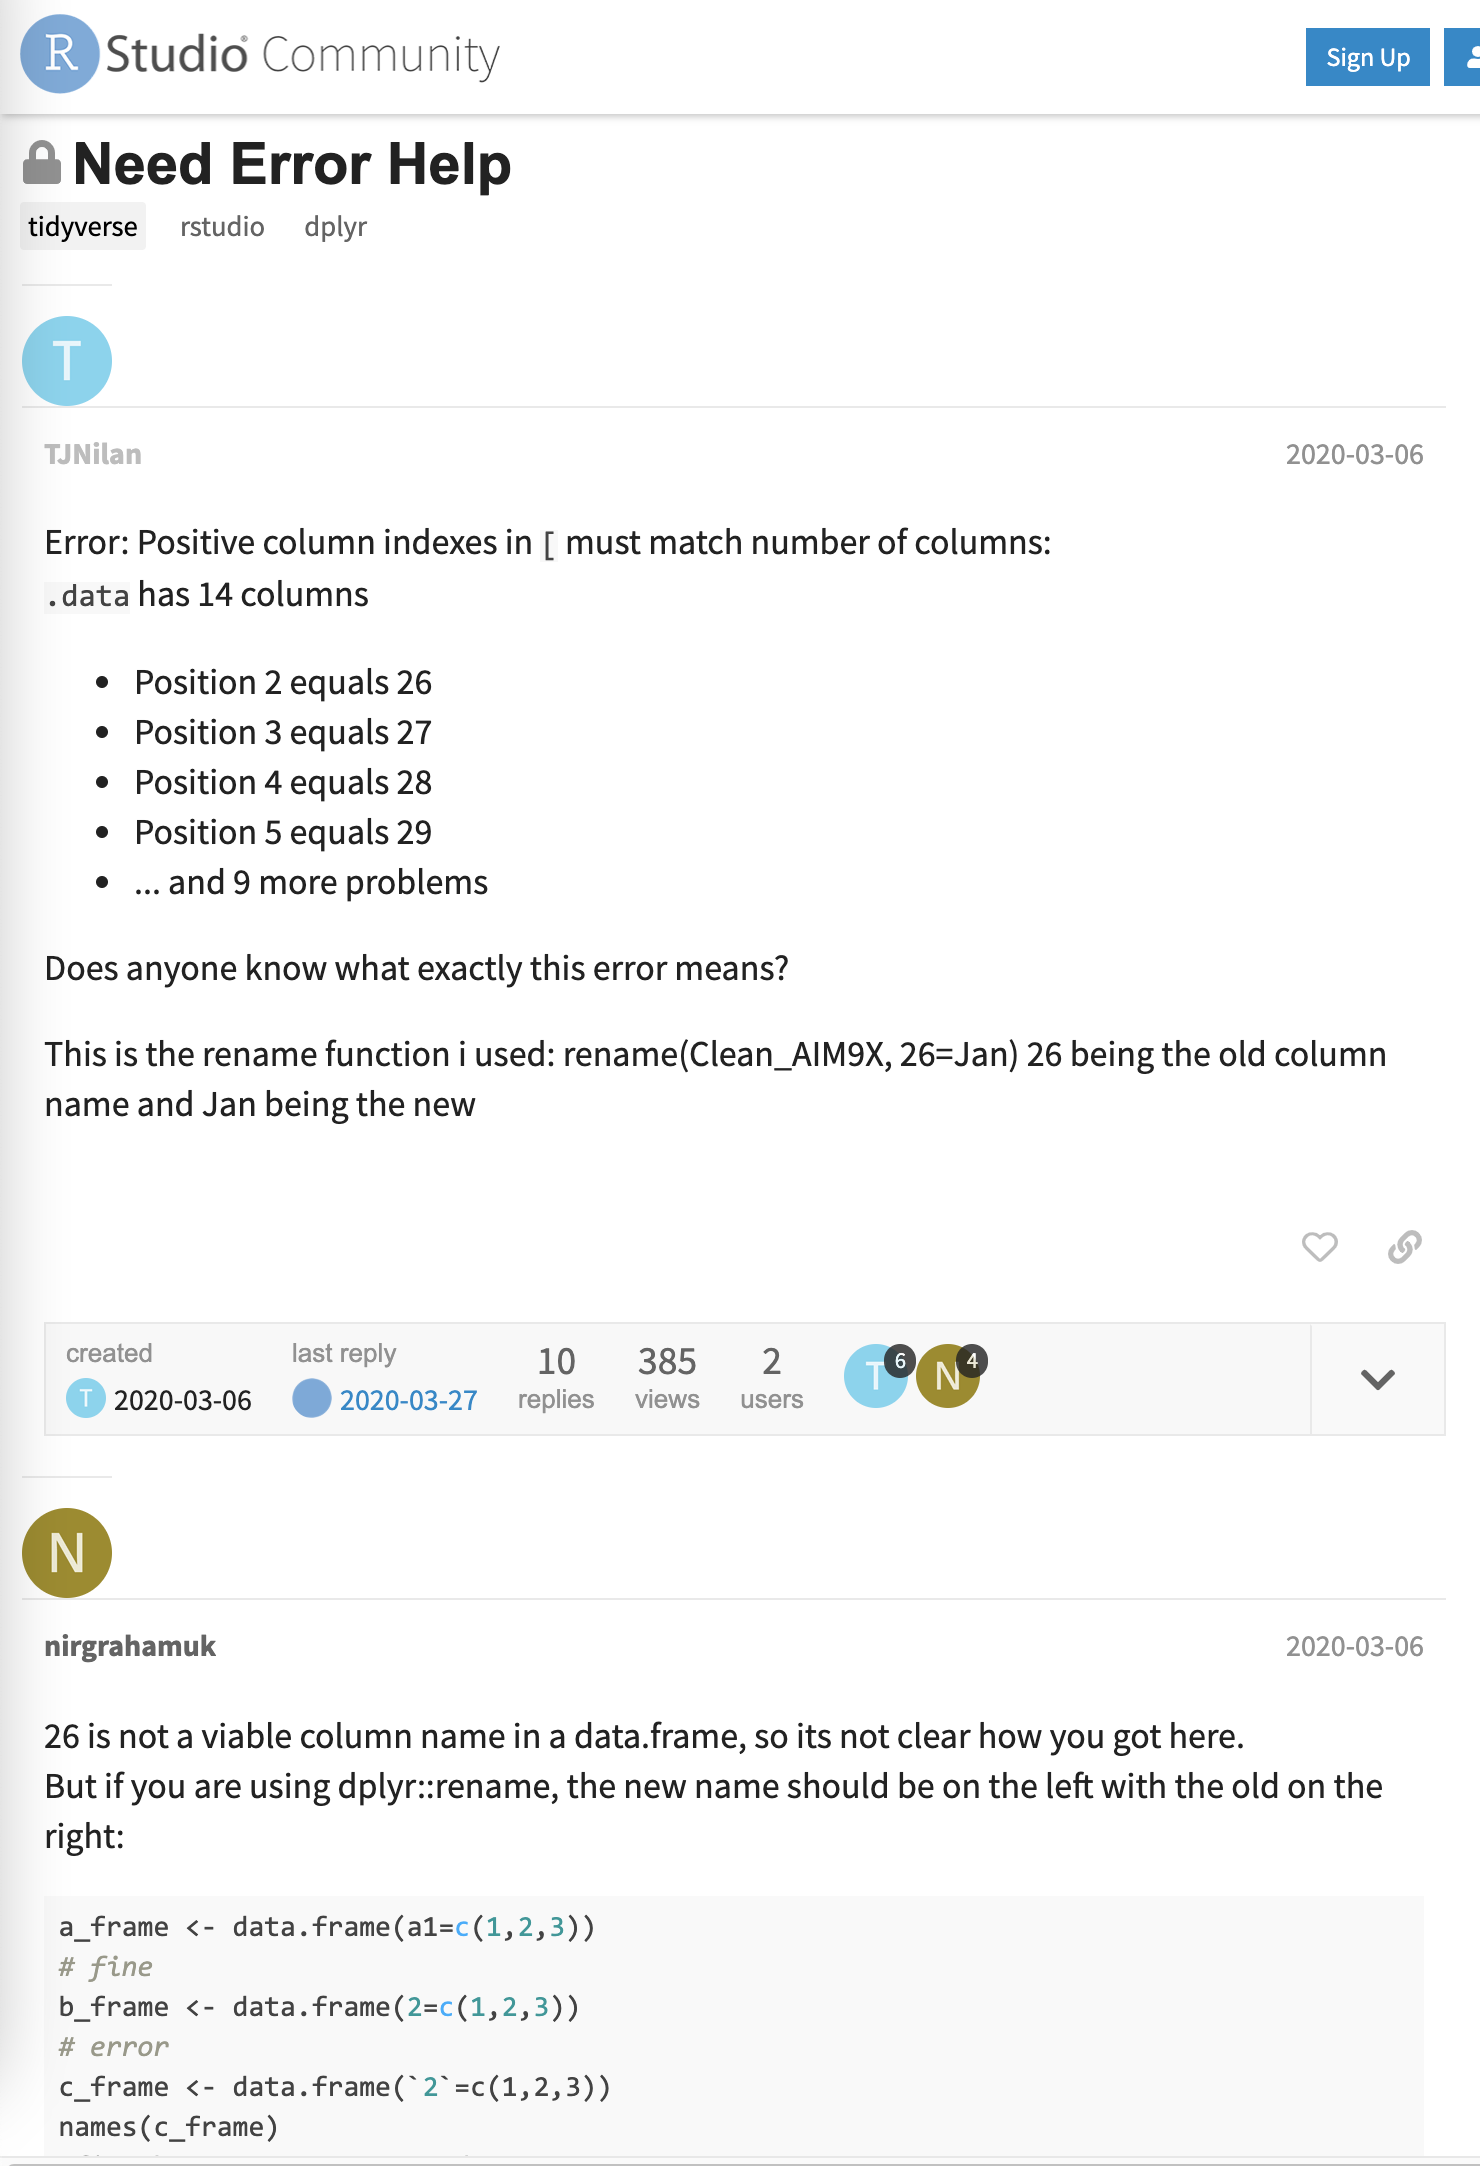 R Studio® Community
Sign Up
Need Error Help
tidyverse rstudio dplyr
T
TJNilan 2020-03-06
Error: Positive column indexes in [ must match number of columns:
.data has 14 columns
• Position 2 equals 26
• Position 3 equals 27
• Position 4 equals 28
• Position 5 equals 29
• ... and 9 more problems
Does anyone know what exactly this error means?
This is the rename function i used: rename(Clean_AIM9X, 26=Jan) 26 being the old column
name and Jan being the new
created last reply 10 385 2 T 6 N 4
T 2020-03-06 2020-03-27 replies views users
N
nirgrahamuk 2020-03-06
26 is not a viable column name in a data.frame, so its not clear how you got here.
But if you are using dplyr::rename, the new name should be on the left with the old on the
right:
a_frame <- data.frame(a1=c(1,2,3))
# fine
b_frame <- data.frame(2=c(1,2,3))
# error
c_frame <- data.frame(`2`=c(1,2,3))
names(c_frame)